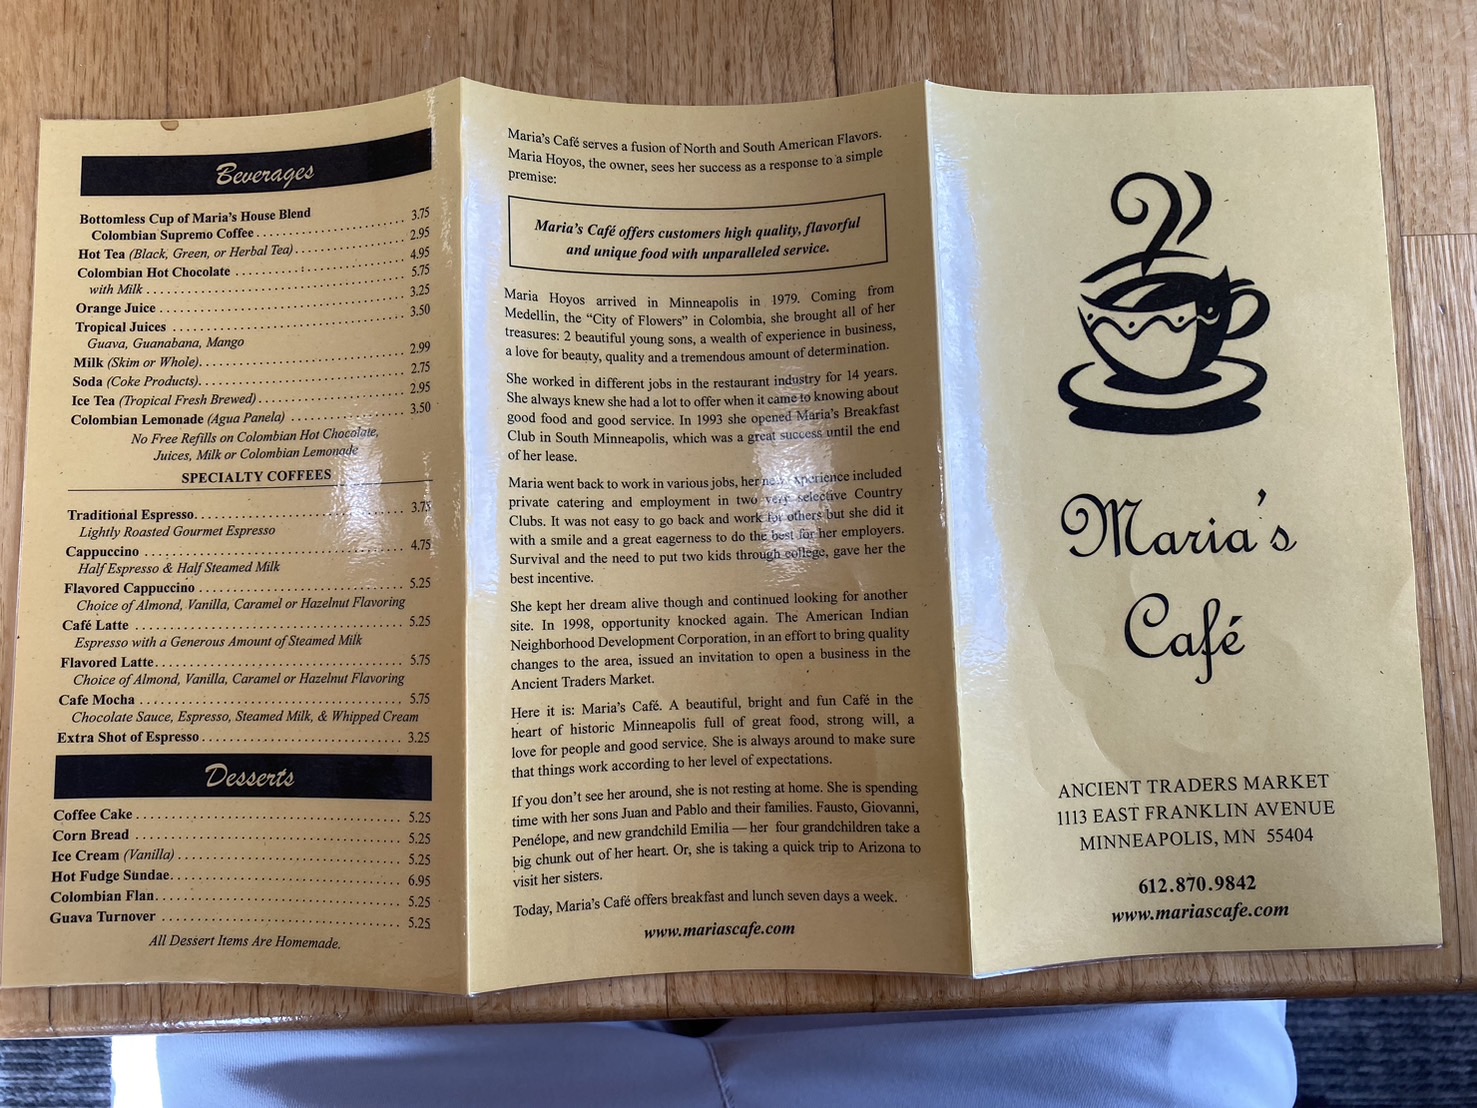 Beverages
Bottomless Cup of Maria's House Blend
Colombian Supremo Coffee . . . . . . . . . . . . . . . . . . . . . . 3.75
Hot Tea (Black, Green, or Herbal Tea) . . . . . . . . . . . . . . . . 2.95
Colombian Hot Chocolate . . . . . . . . . . . . . . . . . . . . . . . 4.95
with Milk . . . . . . . . . . . . . . . . . . . . . . . . . . . . . . 5.75
Orange Juice . . . . . . . . . . . . . . . . . . . . . . . . . . . . 3.25
Tropical Juices . . . . . . . . . . . . . . . . . . . . . . . . . . . 3.50
Guava, Guanabana, Mango
Milk (Skim or Whole) . . . . . . . . . . . . . . . . . . . . . . . . 2.99
Soda (Coke Products) . . . . . . . . . . . . . . . . . . . . . . . . 2.75
Ice Tea (Tropical Fresh Brewed) . . . . . . . . . . . . . . . . . . . 2.95
Colombian Lemonade (Agua Panela) . . . . . . . . . . . . . . . . . . 3.50
No Free Refills on Colombian Hot Chocolate,
Juices, Milk or Colombian Lemonade
SPECIALTY COFFEES
Traditional Espresso . . . . . . . . . . . . . . . . . . . . . . . . 3.75
Lightly Roasted Gourmet Espresso
Cappuccino . . . . . . . . . . . . . . . . . . . . . . . . . . . . . 4.75
Half Espresso & Half Steamed Milk
Flavored Cappuccino . . . . . . . . . . . . . . . . . . . . . . . . . 5.25
Choice of Almond, Vanilla, Caramel or Hazelnut Flavoring
Café Latte . . . . . . . . . . . . . . . . . . . . . . . . . . . . . 5.25
Espresso with a Generous Amount of Steamed Milk
Flavored Latte . . . . . . . . . . . . . . . . . . . . . . . . . . . 5.75
Choice of Almond, Vanilla, Caramel or Hazelnut Flavoring
Cafe Mocha . . . . . . . . . . . . . . . . . . . . . . . . . . . . . 5.75
Chocolate Sauce, Espresso, Steamed Milk, & Whipped Cream
Extra Shot of Espresso . . . . . . . . . . . . . . . . . . . . . . . 3.25
Desserts
Coffee Cake . . . . . . . . . . . . . . . . . . . . . . . . . . . . . 5.25
Corn Bread . . . . . . . . . . . . . . . . . . . . . . . . . . . . . 5.25
Ice Cream (Vanilla) . . . . . . . . . . . . . . . . . . . . . . . . . 5.25
Hot Fudge Sundae . . . . . . . . . . . . . . . . . . . . . . . . . . 6.95
Colombian Flan . . . . . . . . . . . . . . . . . . . . . . . . . . . 5.25
Guava Turnover . . . . . . . . . . . . . . . . . . . . . . . . . . . 5.25
All Dessert Items Are Homemade.
Maria's Café serves a fusion of North and South American Flavors.
Maria Hoyos, the owner, sees her success as a response to a simple
premise:
Maria's Café offers customers high quality, flavorful
and unique food with unparalleled service.
Maria Hoyos arrived in Minneapolis in 1979. Coming from
Medellin, the "City of Flowers" in Colombia, she brought all of her
treasures: 2 beautiful young sons, a wealth of experience in business,
a love for beauty, quality and a tremendous amount of determination.
She worked in different jobs in the restaurant industry for 14 years.
She always knew she had a lot to offer when it came to knowing about
good food and good service. In 1993 she opened Maria's Breakfast
Club in South Minneapolis, which was a great success until the end
of her lease.
Maria went back to work in various jobs, her new experience included
private catering and employment in two very selective Country
Clubs. It was not easy to go back and work for others but she did it
with a smile and a great eagerness to do the best for her employers.
Survival and the need to put two kids through college, gave her the
best incentive.
She kept her dream alive though and continued looking for another
site. In 1998, opportunity knocked again. The American Indian
Neighborhood Development Corporation, in an effort to bring quality
changes to the area, issued an invitation to open a business in the
Ancient Traders Market.
Here it is: Maria's Café. A beautiful, bright and fun Café in the
heart of historic Minneapolis full of great food, strong will, a
love for people and good service. She is always around to make sure
that things work according to her level of expectations.
If you don't see her around, she is not resting at home. She is spending
time with her sons Juan and Pablo and their families. Fausto, Giovanni,
Penélope, and new grandchild Emilia — her four grandchildren take a
big chunk out of her heart. Or, she is taking a quick trip to Arizona to
visit her sisters.
Today, Maria's Café offers breakfast and lunch seven days a week.
www.mariascafe.com
Maria's
Café
ANCIENT TRADERS MARKET
1113 EAST FRANKLIN AVENUE
MINNEAPOLIS, MN 55404
612.870.9842
www.mariascafe.com